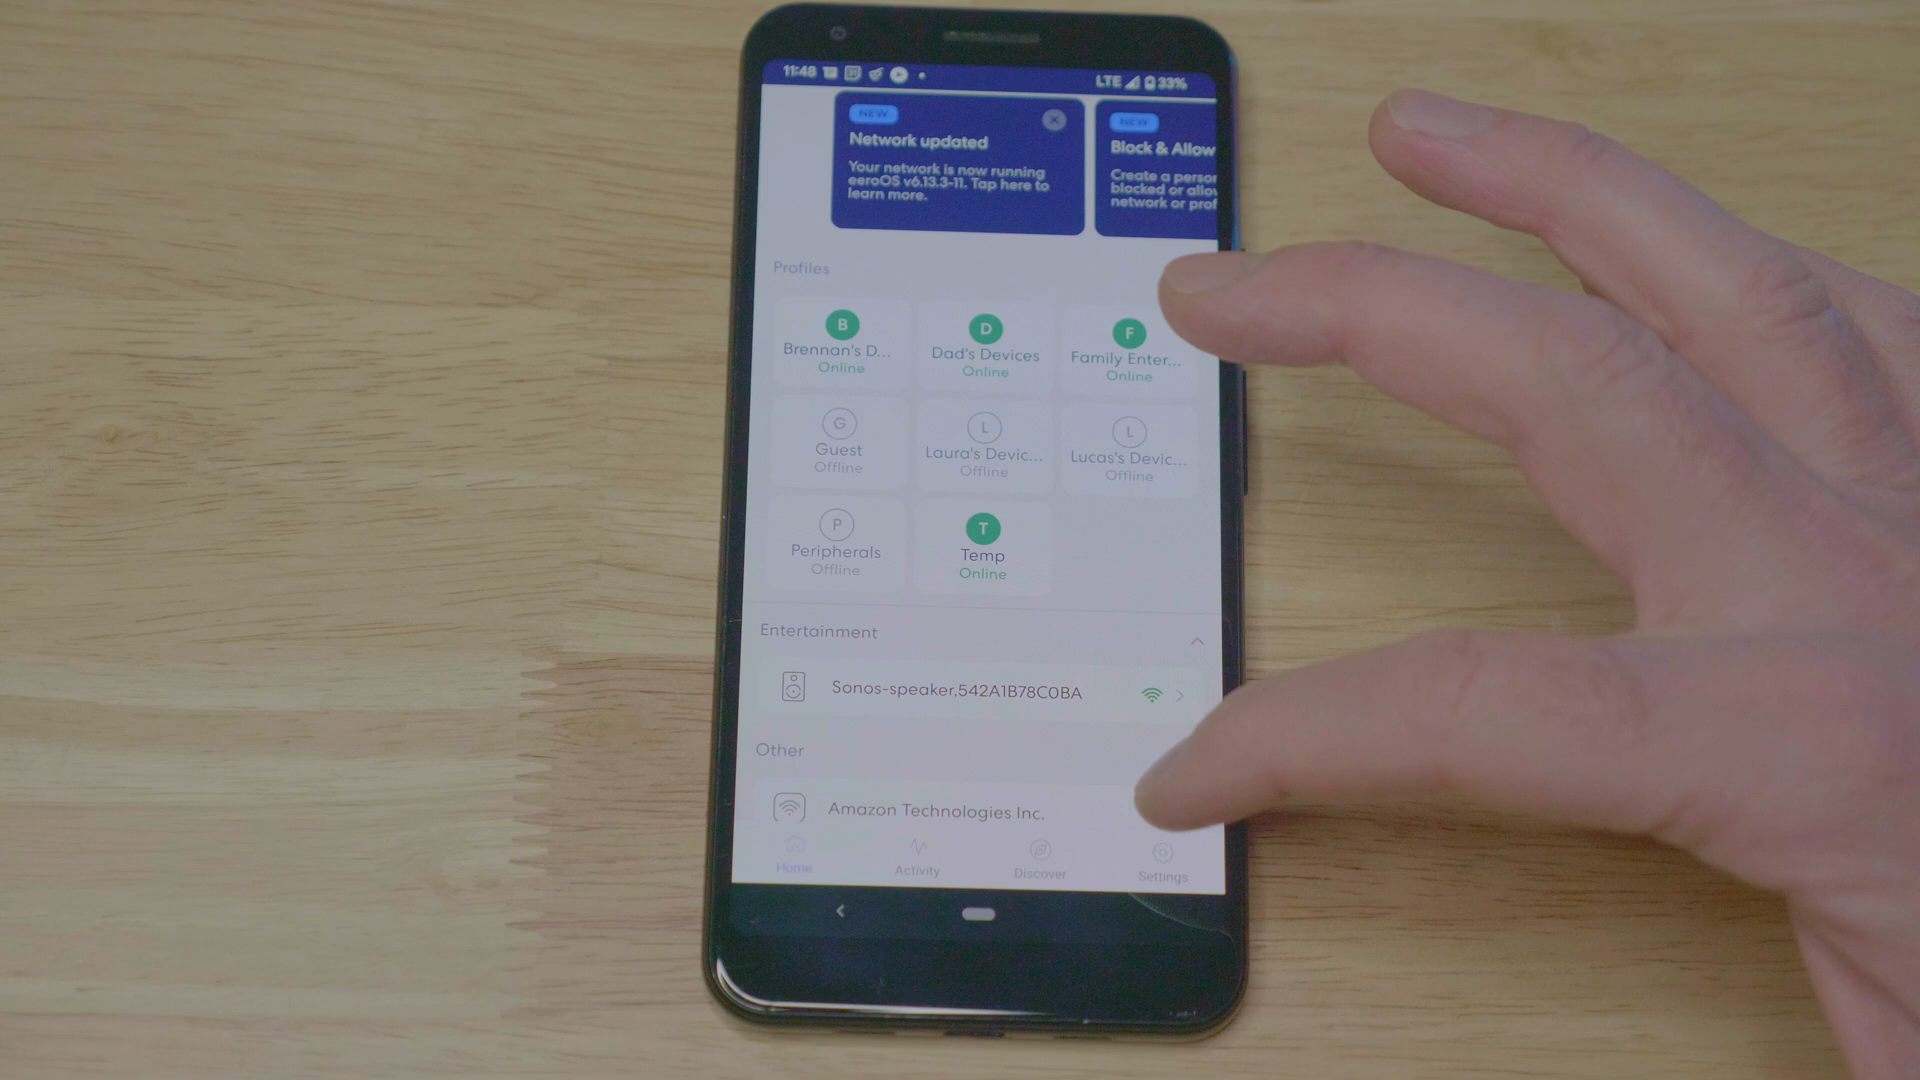 11:48
LTE 33%
NEW
Network updated
Your network is now running
eeroOS v6.13.3-11. Tap here to
learn more.
NEW
Block & Allow
Create a person
blocked or allow
network or prof
Profiles
B
Brennan's D...
Online
D
Dad's Devices
Online
F
Family Enter...
Online
G
Guest
Offline
L
Laura's Devic...
Offline
L
Lucas's Devic...
Offline
P
Peripherals
Offline
T
Temp
Online
Entertainment
Sonos-speaker,542A1B78C0BA
Other
Amazon Technologies Inc.
Home
Activity
Discover
Settings